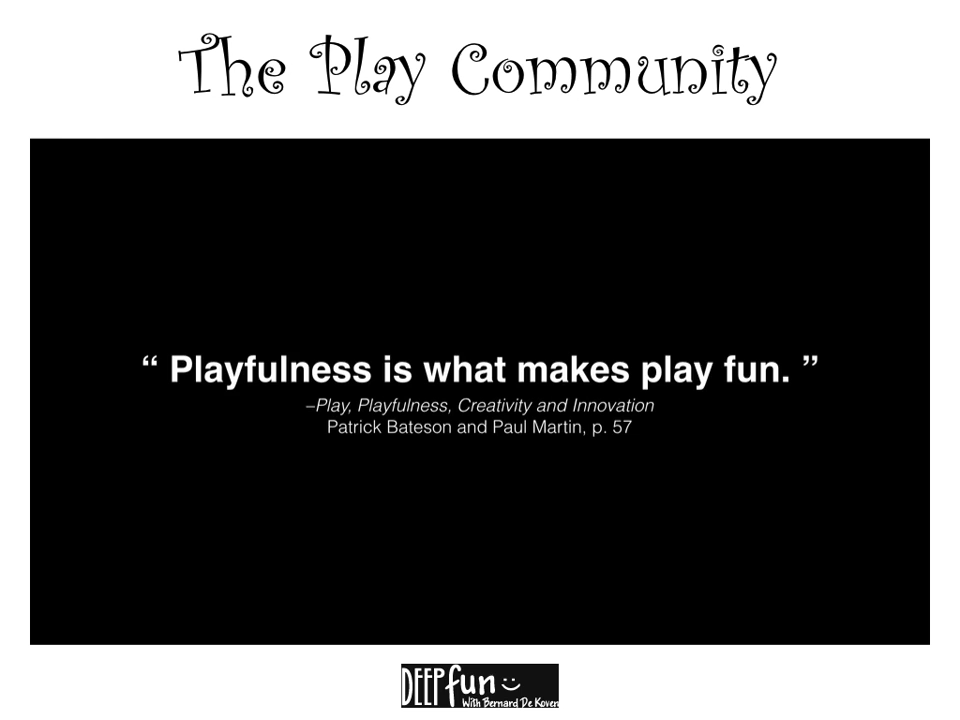 The Play Community
“ Playfulness is what makes play fun. ”
–Play, Playfulness, Creativity and Innovation
Patrick Bateson and Paul Martin, p. 57
DEEP fun
With Bernard De Koven